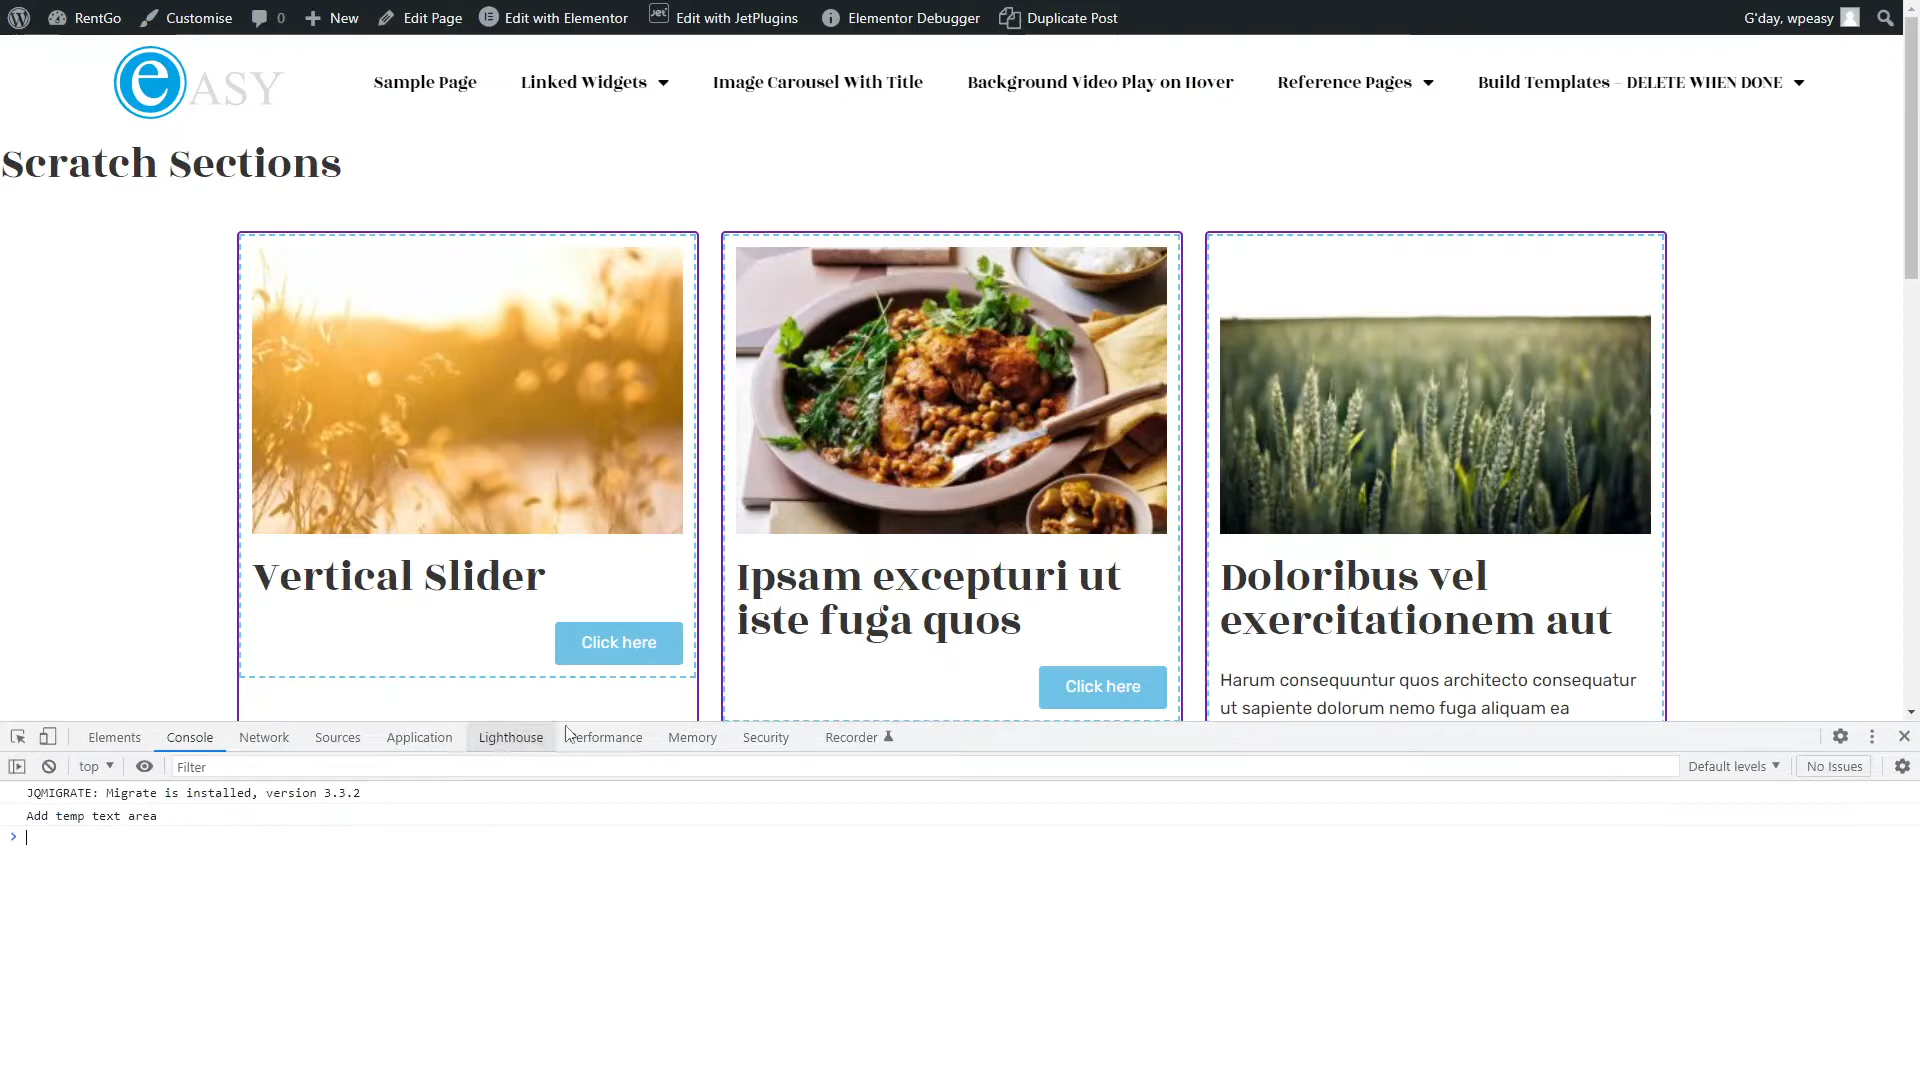 RentGo Customise 0 New Edit Page Edit with Elementor Jet Edit with JetPlugins Elementor Debugger Duplicate Post G'day, wpeasy
eASY Sample Page Linked Widgets Image Carousel With Title Background Video Play on Hover Reference Pages Build Templates – DELETE WHEN DONE
Scratch Sections
Vertical Slider
Click here
Ipsam excepturi ut
iste fuga quos
Click here
Doloribus vel
exercitationem aut
Harum consequuntur quos architecto consequatur
ut sapiente dolorum nemo fuga aliquam ea
Elements Console Network Sources Application Lighthouse Performance Memory Security Recorder
top Filter Default levels No Issues
JQMIGRATE: Migrate is installed, version 3.3.2
Add temp text area